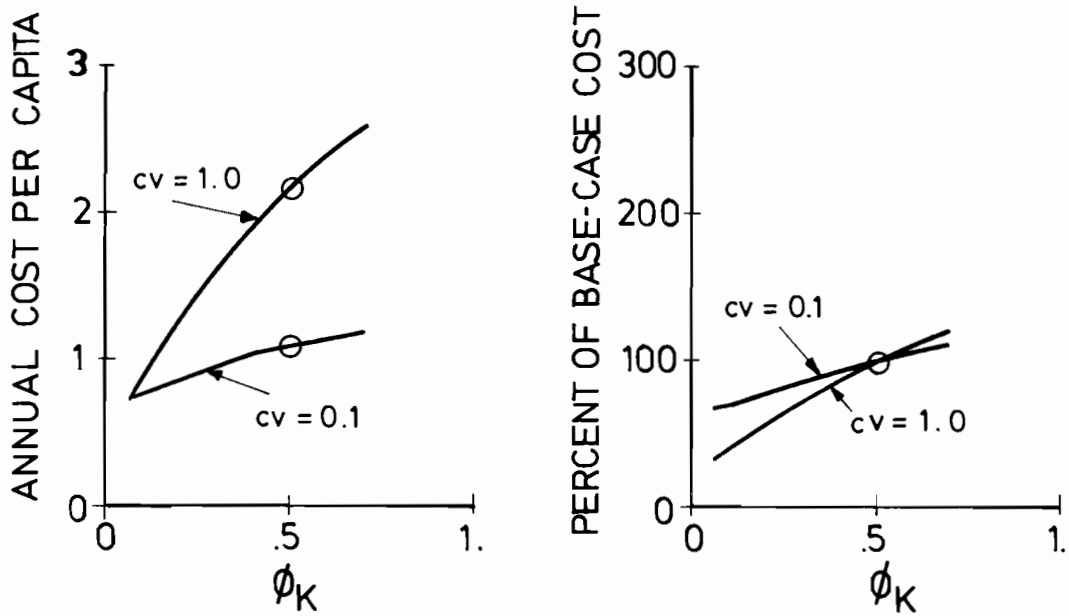 ANNUAL COST PER CAPITA
3
2
1
0
cv = 1.0
cv = 0.1
0 .5 1.
ϕK
PERCENT OF BASE-CASE COST
300
200
100
0
cv = 0.1
cv = 1.0
0 .5 1.
ϕK